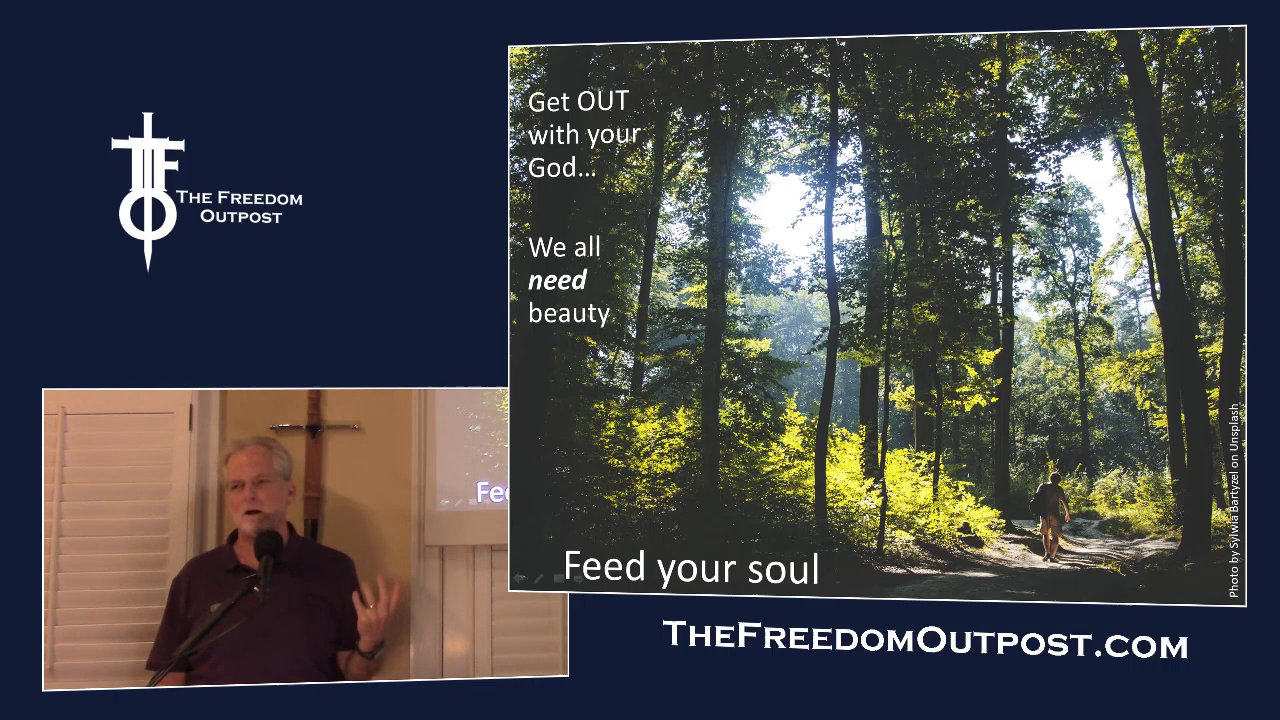 THE FREEDOM
OUTPOST
Get OUT
with your
God...
We all
need
beauty
Feed your soul
Photo by Sylwia Bartyzel on Unsplash
Fee
THEFREEDOMOUTPOST.COM